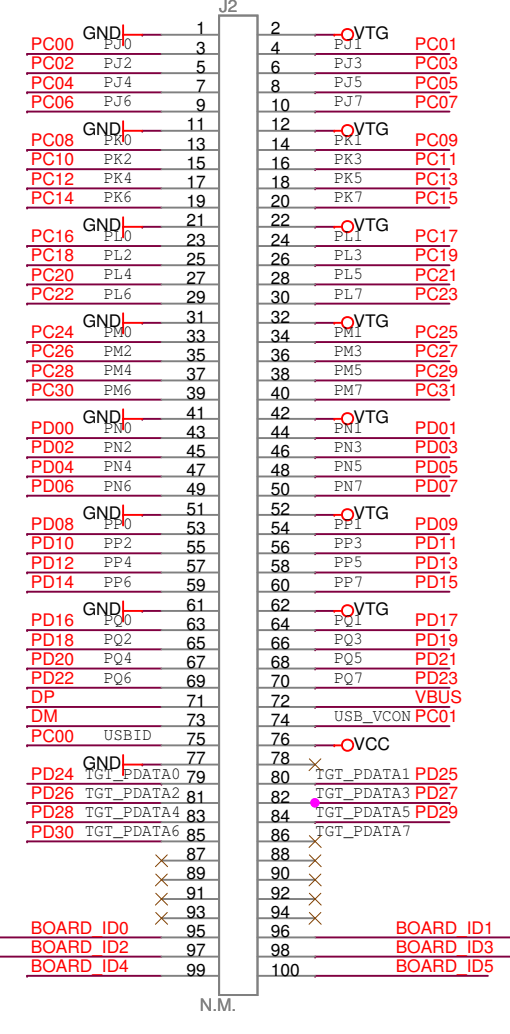 J2
GND 1 2 VTG
PC00 PJ0 3 4 PJ1 PC01
PC02 PJ2 5 6 PJ3 PC03
PC04 PJ4 7 8 PJ5 PC05
PC06 PJ6 9 10 PJ7 PC07
GND 11 12 VTG
PC08 PK0 13 14 PK1 PC09
PC10 PK2 15 16 PK3 PC11
PC12 PK4 17 18 PK5 PC13
PC14 PK6 19 20 PK7 PC15
GND 21 22 VTG
PC16 PL0 23 24 PL1 PC17
PC18 PL2 25 26 PL3 PC19
PC20 PL4 27 28 PL5 PC21
PC22 PL6 29 30 PL7 PC23
GND 31 32 VTG
PC24 PM0 33 34 PM1 PC25
PC26 PM2 35 36 PM3 PC27
PC28 PM4 37 38 PM5 PC29
PC30 PM6 39 40 PM7 PC31
GND 41 42 VTG
PD00 PN0 43 44 PN1 PD01
PD02 PN2 45 46 PN3 PD03
PD04 PN4 47 48 PN5 PD05
PD06 PN6 49 50 PN7 PD07
GND 51 52 VTG
PD08 PP0 53 54 PP1 PD09
PD10 PP2 55 56 PP3 PD11
PD12 PP4 57 58 PP5 PD13
PD14 PP6 59 60 PP7 PD15
GND 61 62 VTG
PD16 PQ0 63 64 PQ1 PD17
PD18 PQ2 65 66 PQ3 PD19
PD20 PQ4 67 68 PQ5 PD21
PD22 PQ6 69 70 PQ7 PD23
DP 71 72 VBUS
DM 73 74 USB_VCON PC01
PC00 USBID 75 76 VCC
GND 77 78
PD24 TGT_PDATA0 79 80 TGT_PDATA1 PD25
PD26 TGT_PDATA2 81 82 TGT_PDATA3 PD27
PD28 TGT_PDATA4 83 84 TGT_PDATA5 PD29
PD30 TGT_PDATA6 85 86 TGT_PDATA7
87 88
89 90
91 92
93 94
BOARD_ID0 95 96 BOARD_ID1
BOARD_ID2 97 98 BOARD_ID3
BOARD_ID4 99 100 BOARD_ID5
N.M.